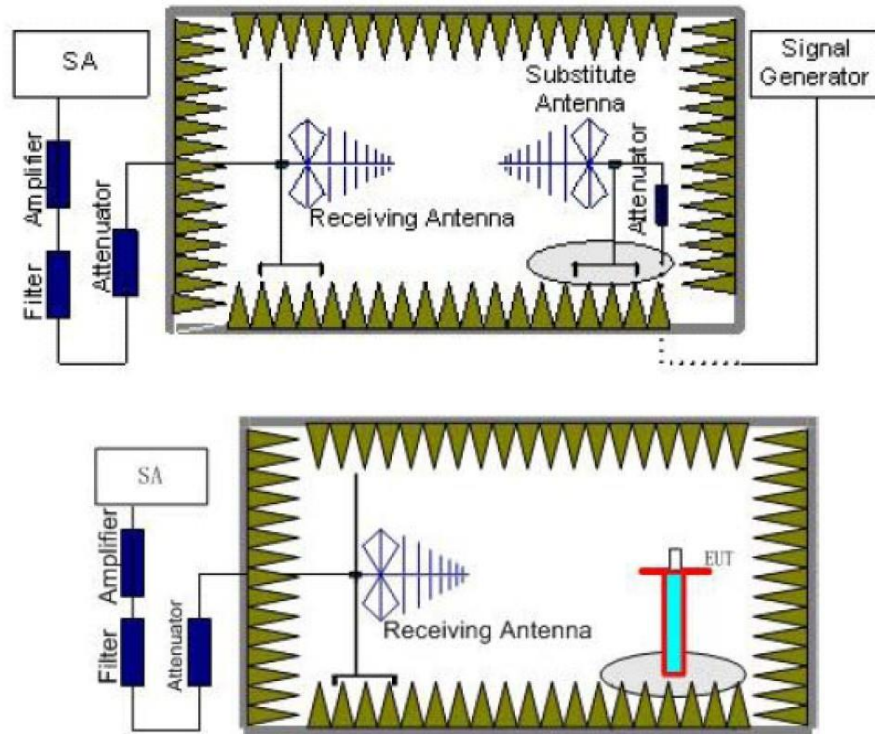 SA
Signal
Generator
Substitute
Antenna
Amplifier
Filter
Attenuator
Receiving Antenna
Attenuator
SA
Amplifier
Filter
Attenuator
Receiving Antenna
EUT